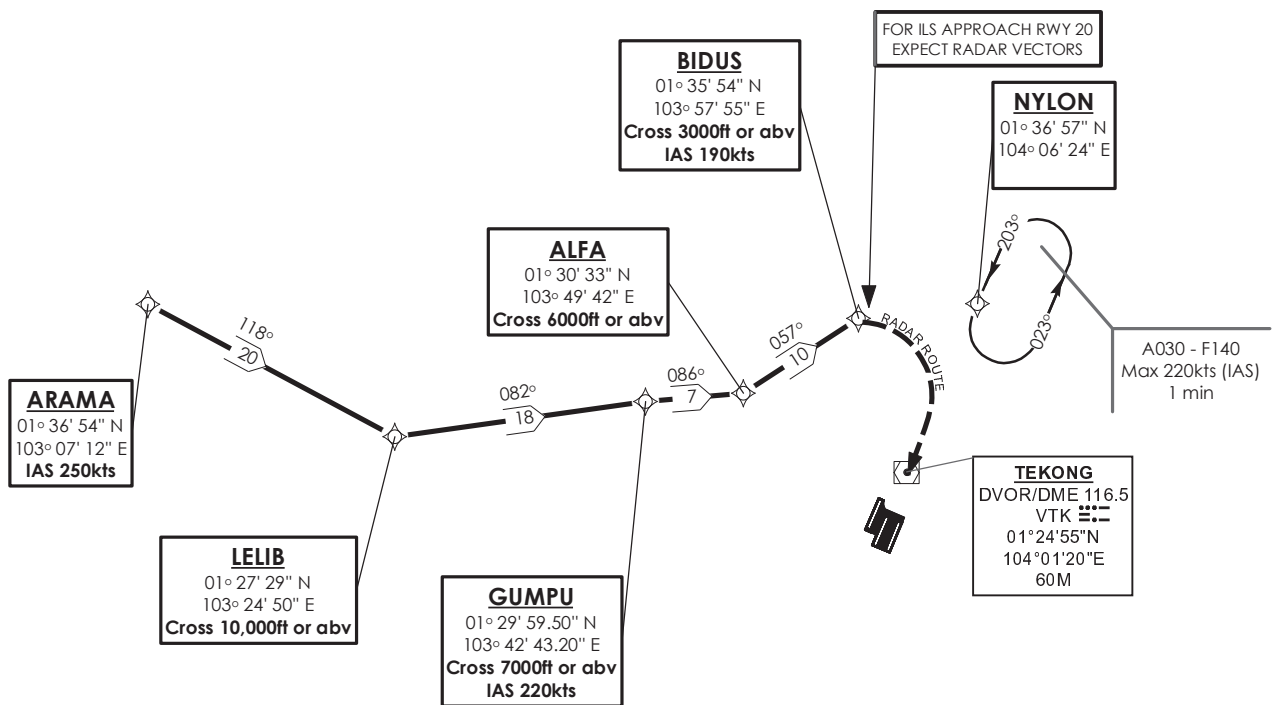 FOR ILS APPROACH RWY 20
EXPECT RADAR VECTORS
BIDUS
01° 35' 54" N
103° 57' 55" E
Cross 3000ft or abv
IAS 190kts
NYLON
01° 36' 57" N
104° 06' 24" E
ALFA
01° 30' 33" N
103° 49' 42" E
Cross 6000ft or abv
203°
023°
118°
20
057°
10
RADAR ROUTE
A030 - F140
Max 220kts (IAS)
1 min
ARAMA
01° 36' 54" N
103° 07' 12" E
IAS 250kts
082°
18
086°
7
TEKONG
DVOR/DME 116.5
VTK
01°24'55"N
104°01'20"E
60M
LELIB
01° 27' 29" N
103° 24' 50" E
Cross 10,000ft or abv
GUMPU
01° 29' 59.50" N
103° 42' 43.20" E
Cross 7000ft or abv
IAS 220kts